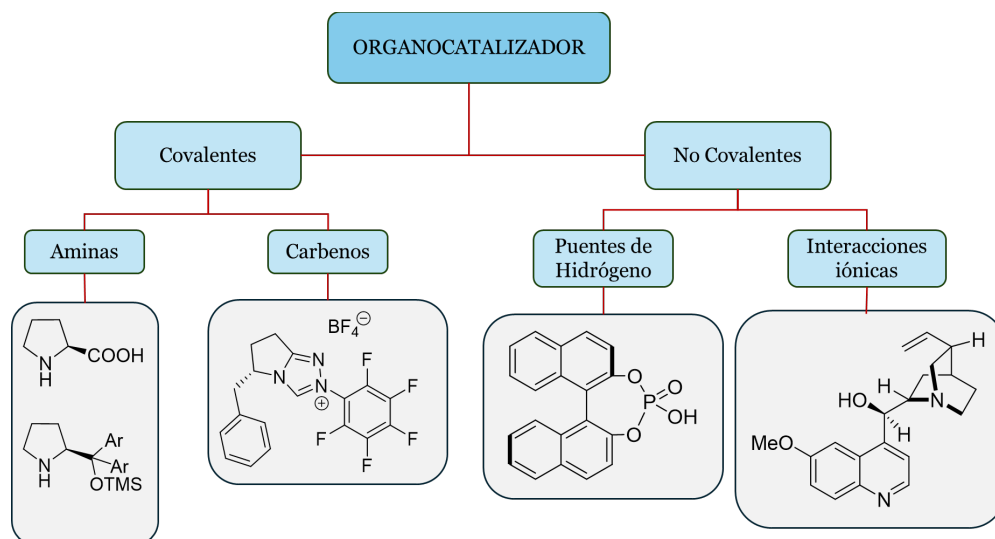 ORGANOCATALIZADOR
Covalentes
No Covalentes
Aminas
Carbenos
Puentes de
Hidrógeno
Interacciones
iónicas
N
H
COOH
N
H
Ar
Ar
OTMS
BF4⊖
N
N
N
⊕
F
F
F
F
F
O
O
P
O
OH
H
H
N
HO
H
MeO
N